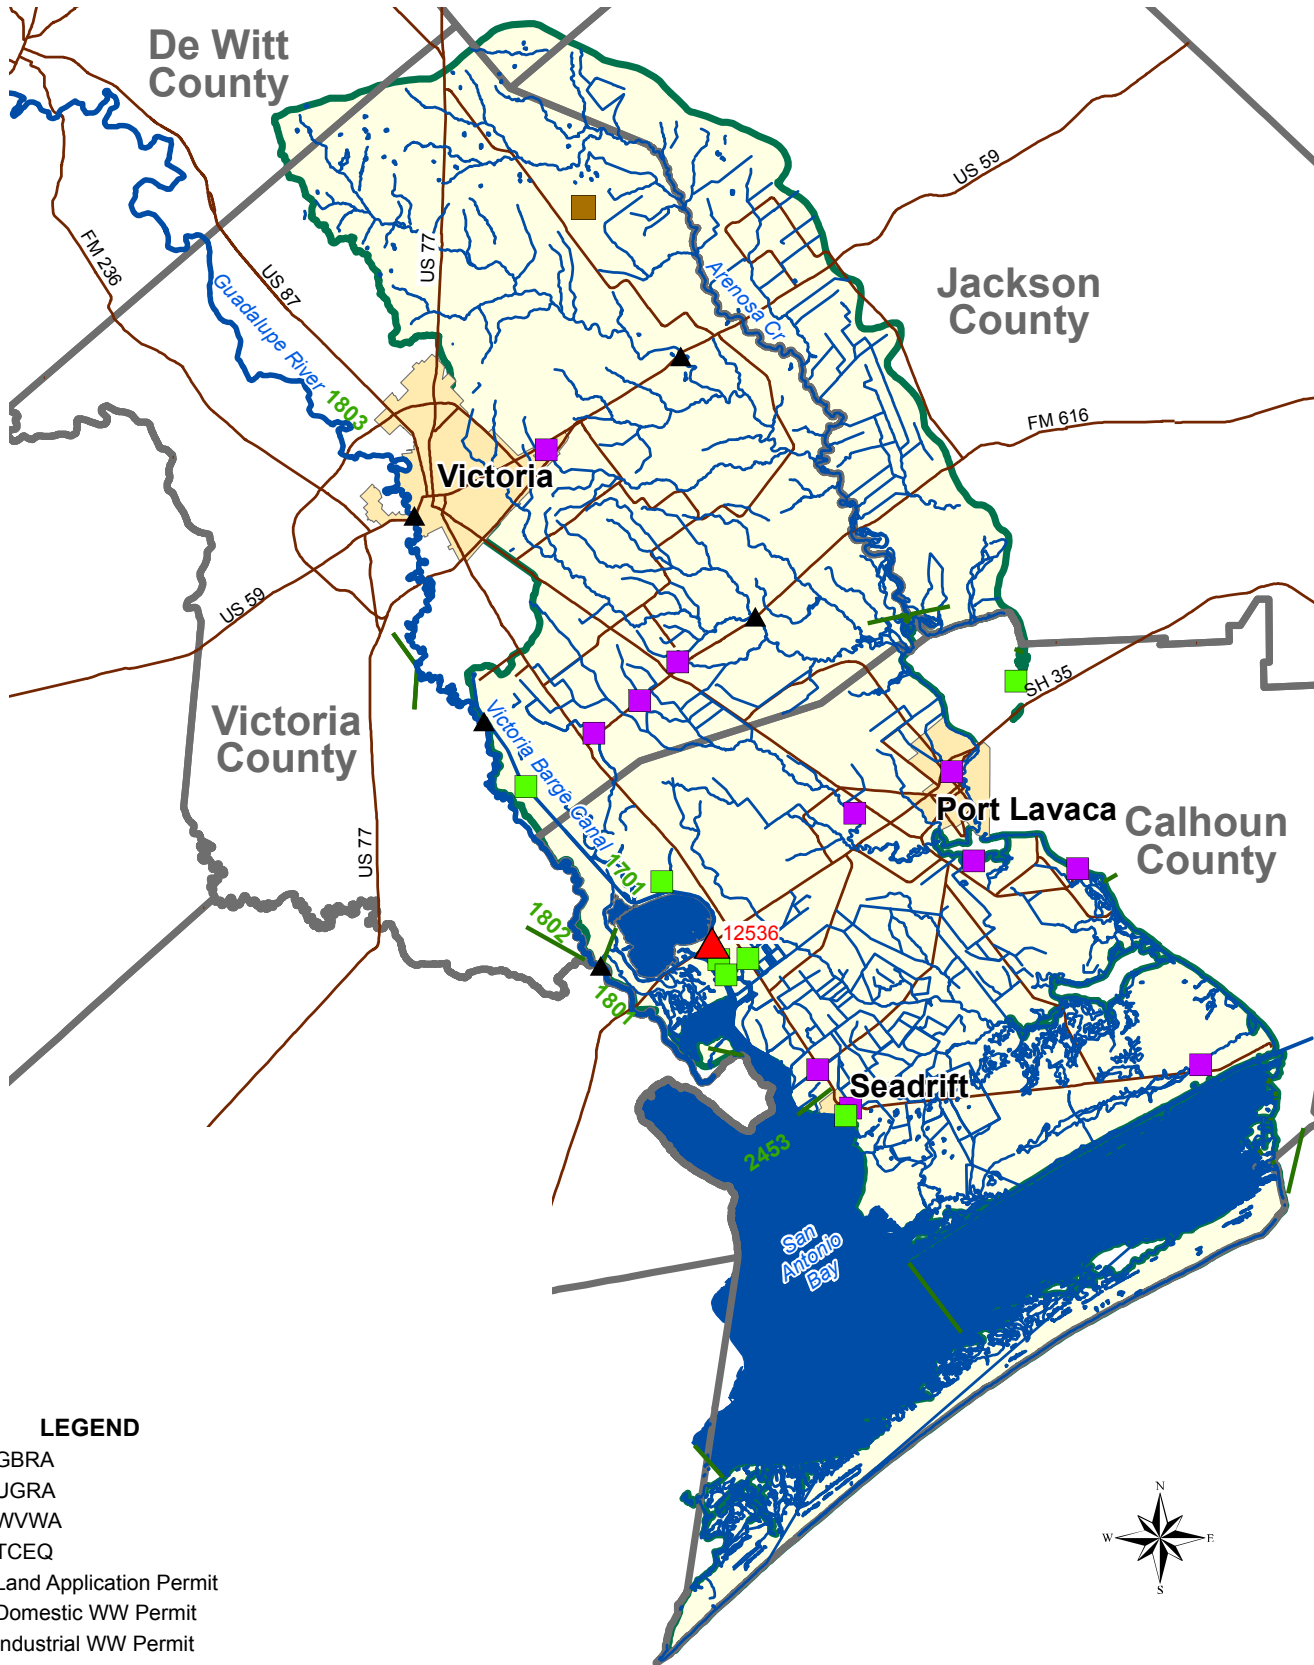 De Witt
County
US 59
FM 236
US 77
US 87
Arenosa Cr
Guadalupe River
Jackson
County
1803
FM 616
Victoria
US 59
SH 35
Victoria
County
Victoria Barge Canal
Port Lavaca
Calhoun
County
US 77
1701
1802
12536
1801
Seadrift
2453
San
Antonio
Bay
LEGEND
GBRA
UGRA
WVWA
TCEQ
Land Application Permit
Domestic WW Permit
Industrial WW Permit
N
W
E
S